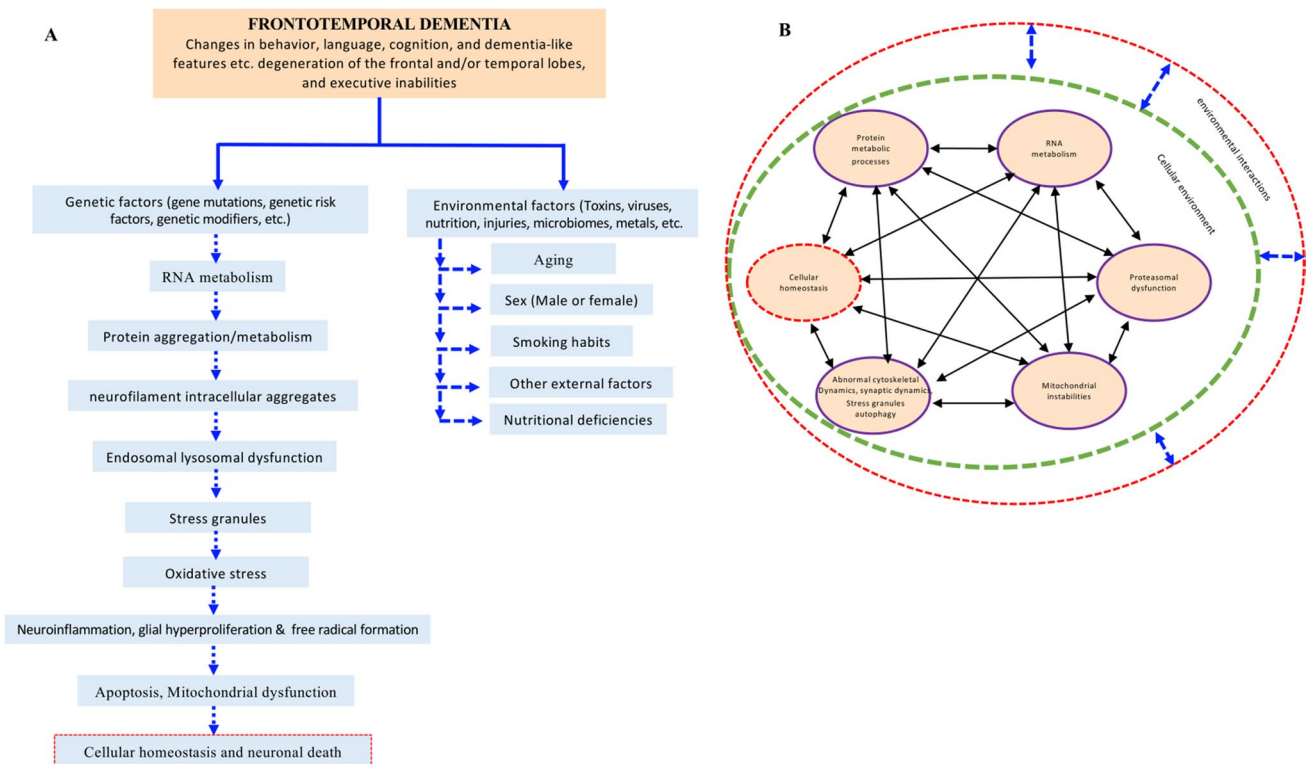 A
FRONTOTEMPORAL DEMENTIA
Changes in behavior, language, cognition, and dementia-like
features etc. degeneration of the frontal and/or temporal lobes,
and executive inabilities
Genetic factors (gene mutations, genetic risk
factors, genetic modifiers, etc.)
RNA metabolism
Protein aggregation/metabolism
neurofilament intracellular aggregates
Endosomal lysosomal dysfunction
Stress granules
Oxidative stress
Neuroinflammation, glial hyperproliferation & free radical formation
Apoptosis, Mitochondrial dysfunction
Cellular homeostasis and neuronal death
Environmental factors (Toxins, viruses,
nutrition, injuries, microbiomes, metals, etc.
Aging
Sex (Male or female)
Smoking habits
Other external factors
Nutritional deficiencies
B
Protein
metabolic
processes
RNA
metabolism
environmental interactions
Cellular environment
Cellular
homeostasis
Proteasomal
dysfunction
Abnormal cytoskeletal
Dynamics, synaptic dynamics,
Stress granules
autophagy
Mitochondrial
instabilities